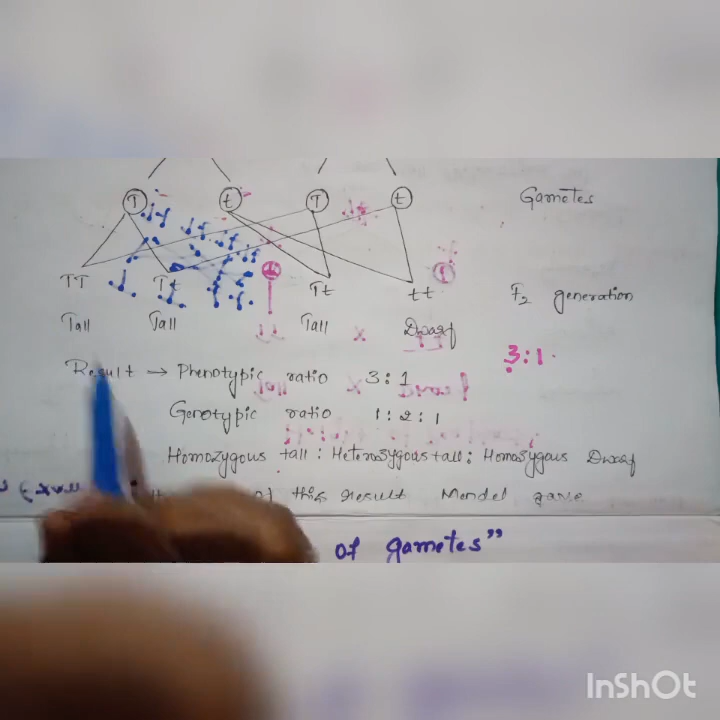 T t T t Gametes
TT Tt Tt tt F2 generation
Tall Tall Tall Dwarf
3:1
Result → Phenotypic ratio 3:1
Genotypic ratio 1:2:1
Homozygous tall : Heterozygous tall : Homozygous Dwarf
of this result Mendel gave
of gametes"
InShOt